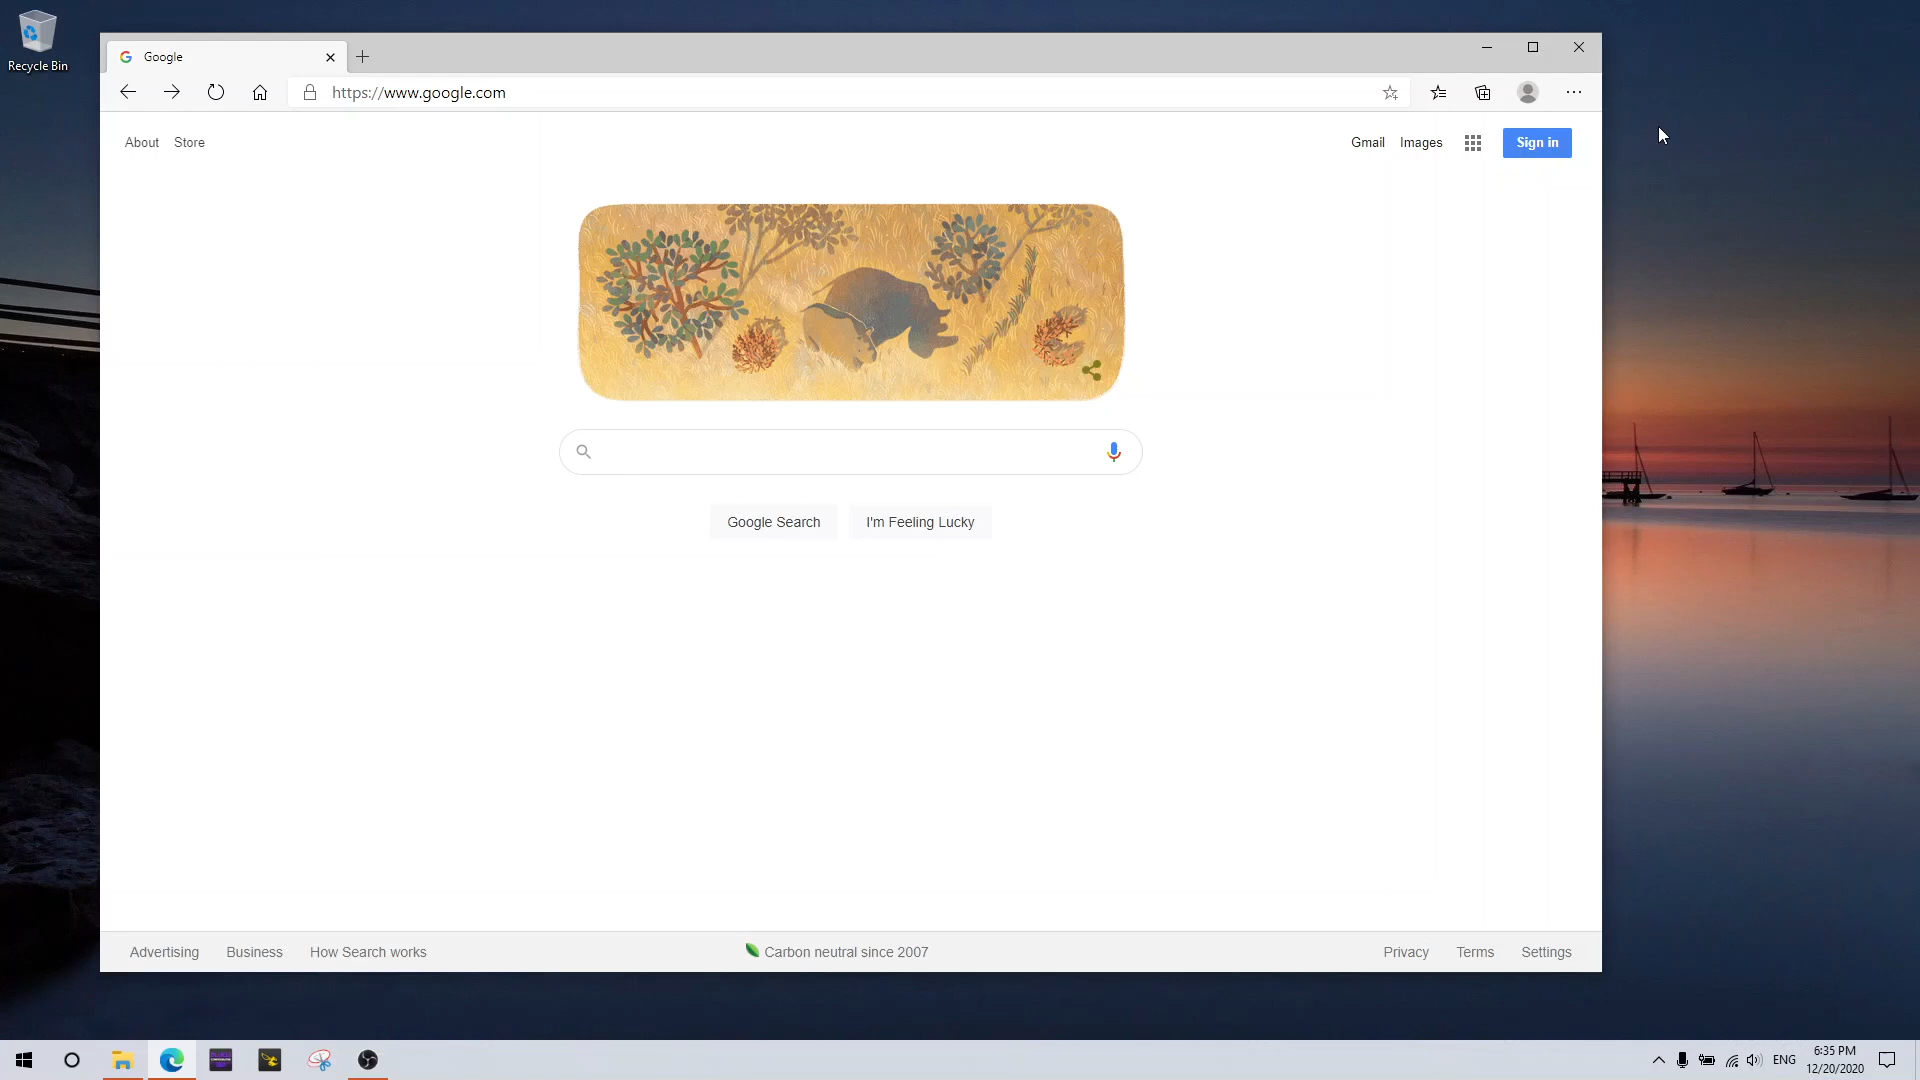 Recycle Bin
Google
https://www.google.com
About Store
Gmail Images Sign in
Google Search I'm Feeling Lucky
Advertising Business How Search works
Carbon neutral since 2007
Privacy Terms Settings
ENG
6:35 PM
12/20/2020